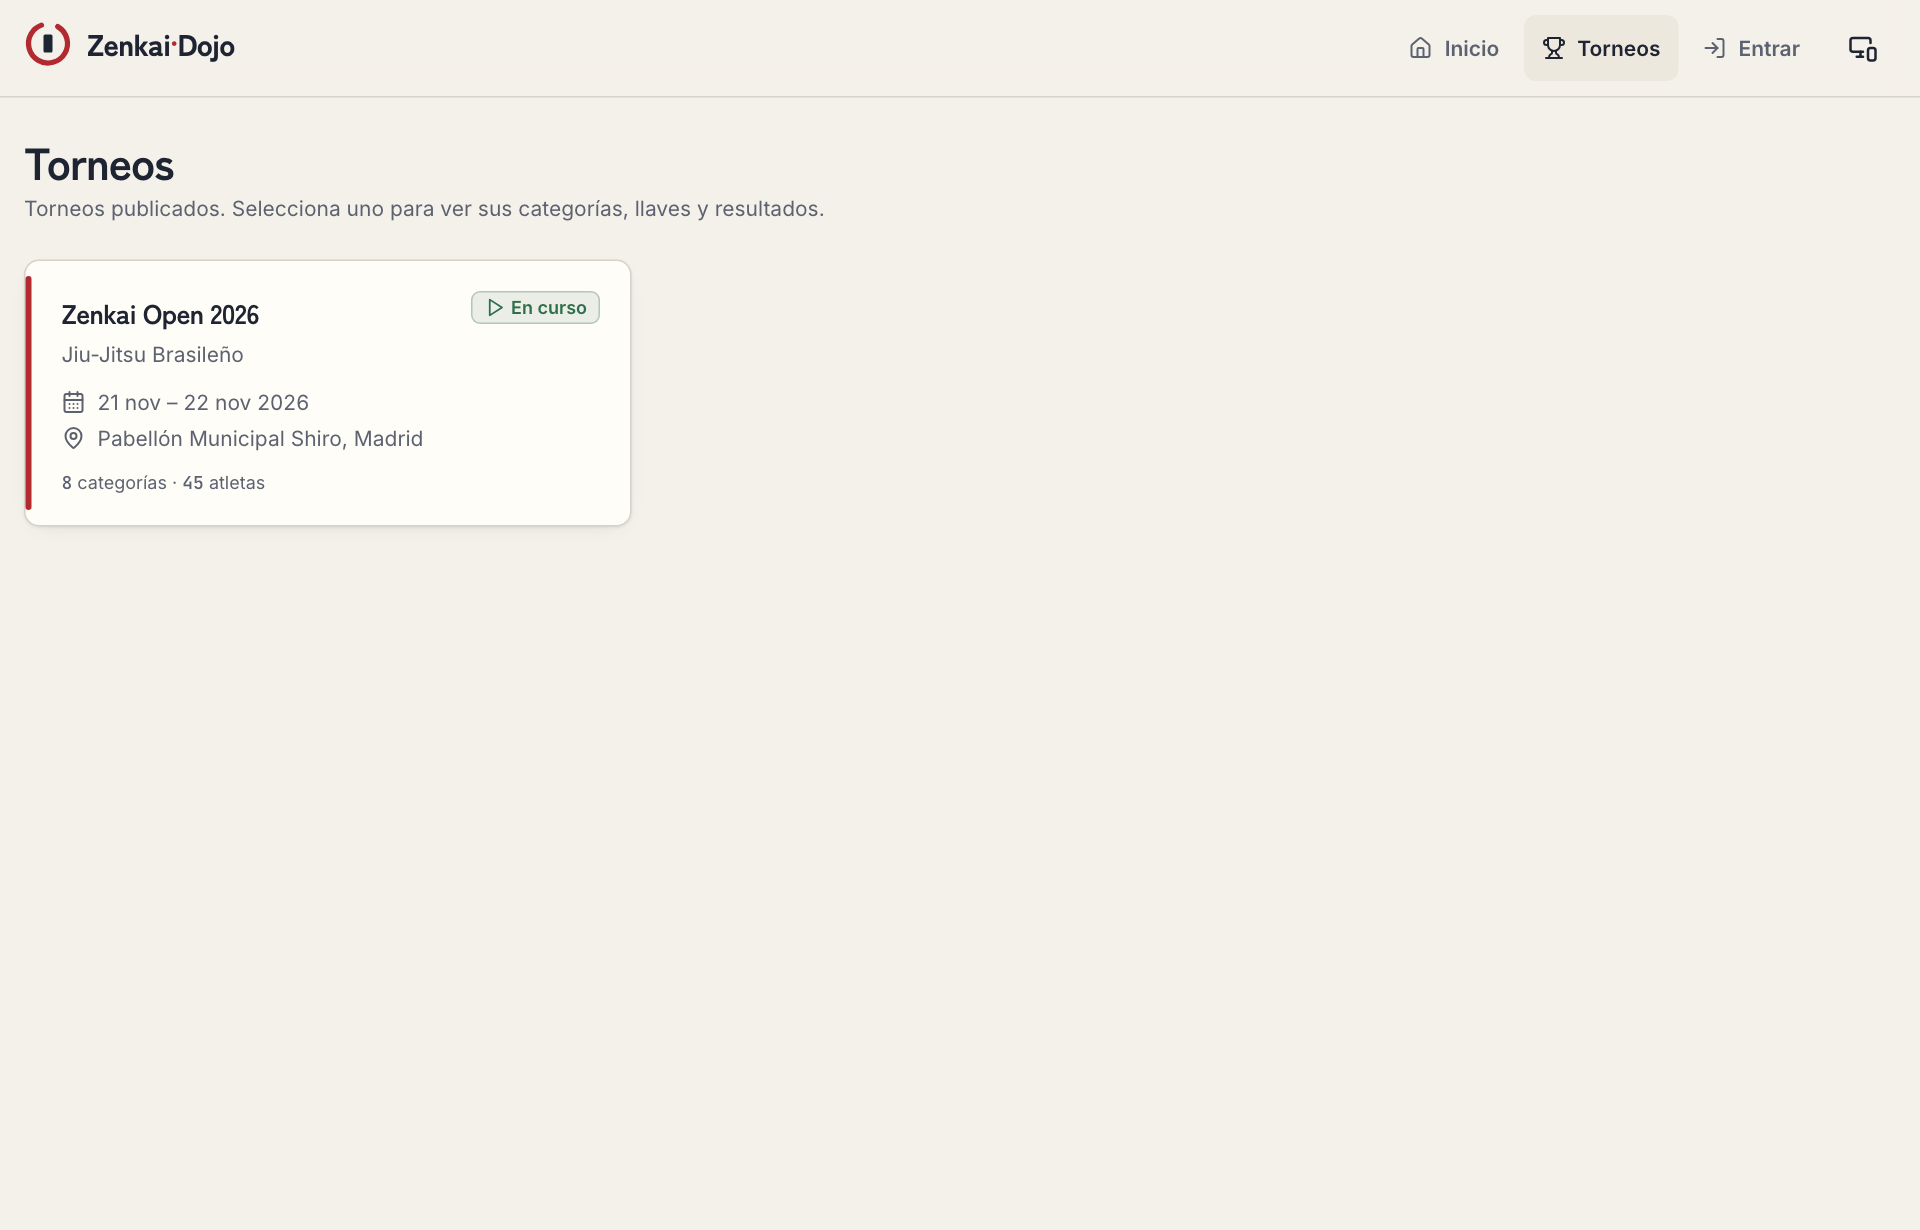 Zenkai·Dojo
Inicio
Torneos
Entrar
Torneos
Torneos publicados. Selecciona uno para ver sus categorías, llaves y resultados.
Zenkai Open 2026
En curso
Jiu-Jitsu Brasileño
21 nov – 22 nov 2026
Pabellón Municipal Shiro, Madrid
8 categorías · 45 atletas